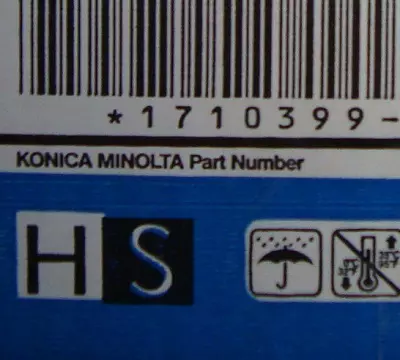 *1710399-
KONICA MINOLTA Part Number
HS